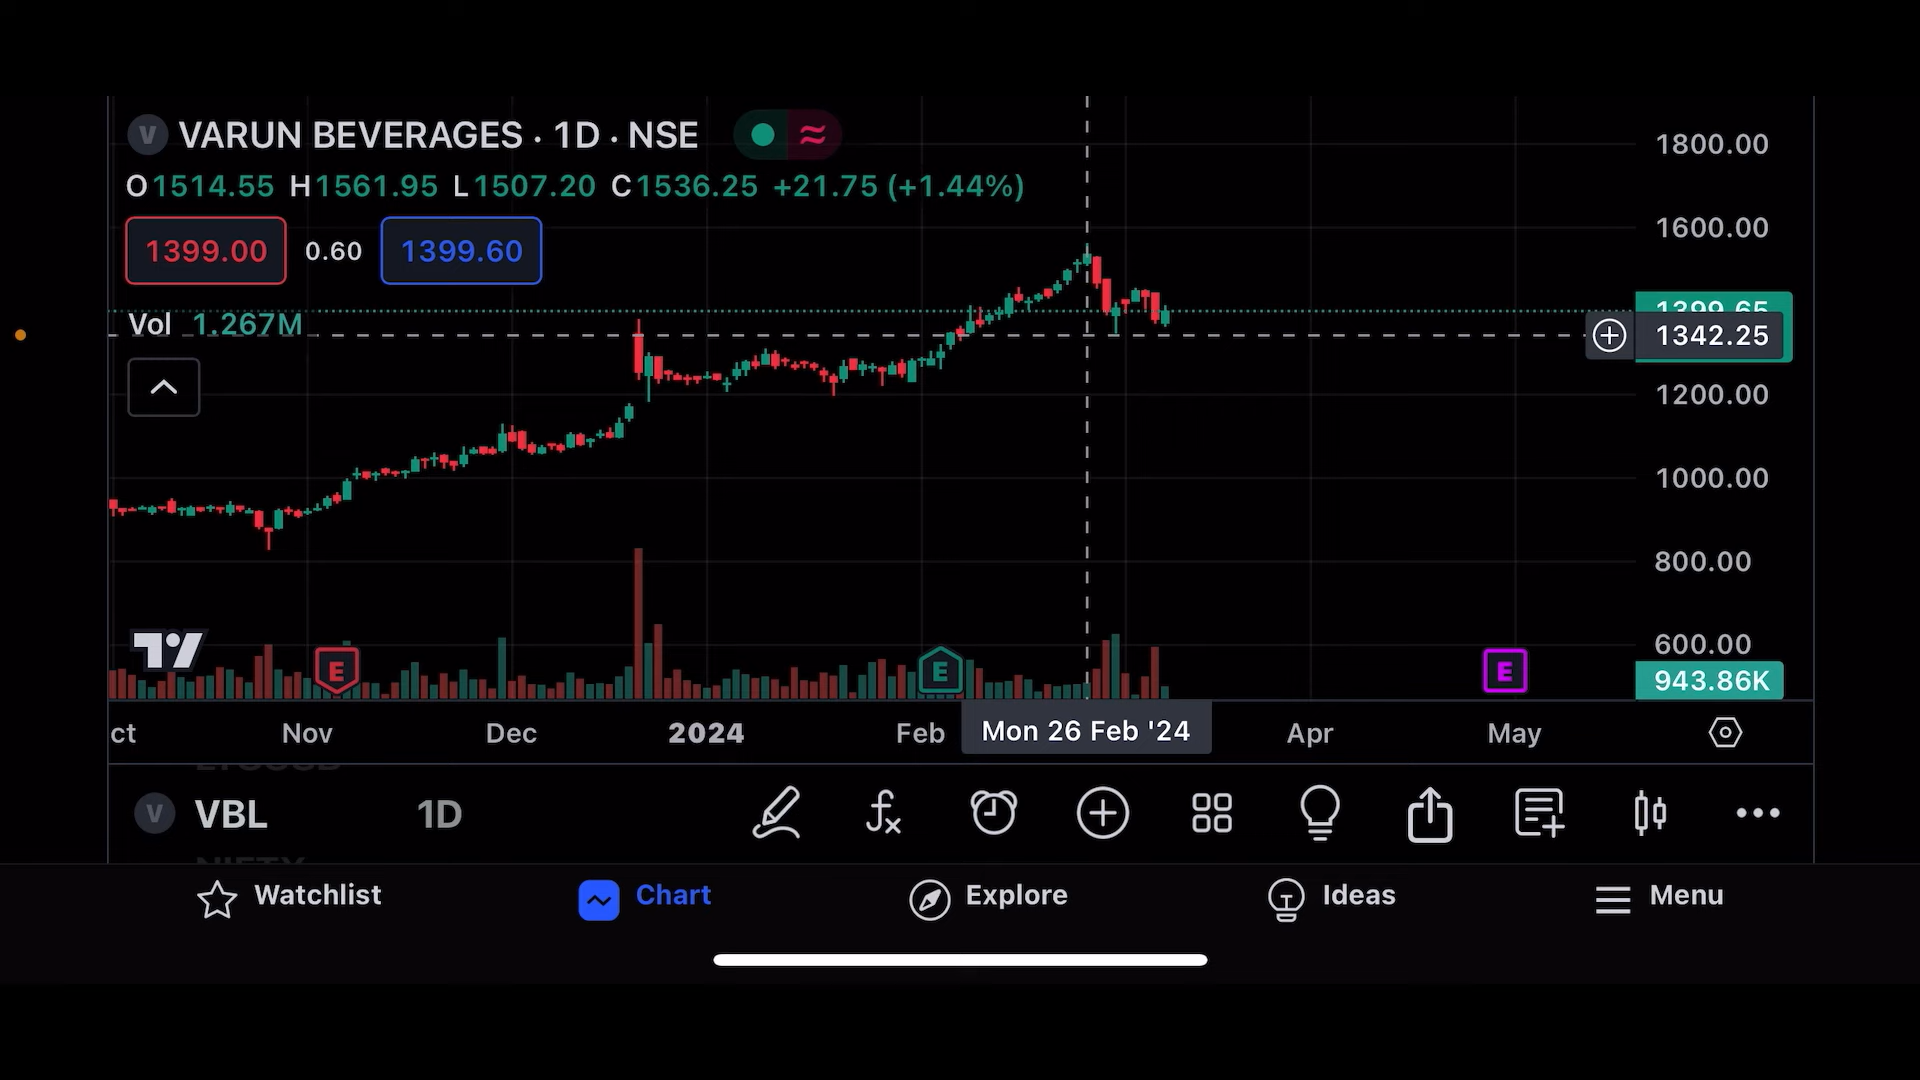 V VARUN BEVERAGES · 1D · NSE
O1514.55 H1561.95 L1507.20 C1536.25 +21.75 (+1.44%)
1399.00 0.60 1399.60
Vol 1.267M
1800.00
1600.00
1399.65
1342.25
1200.00
1000.00
800.00
600.00
943.86K
E E E
ct Nov Dec 2024 Feb Mon 26 Feb '24 Apr May
V VBL 1D
NIFTY
Watchlist Chart Explore Ideas Menu